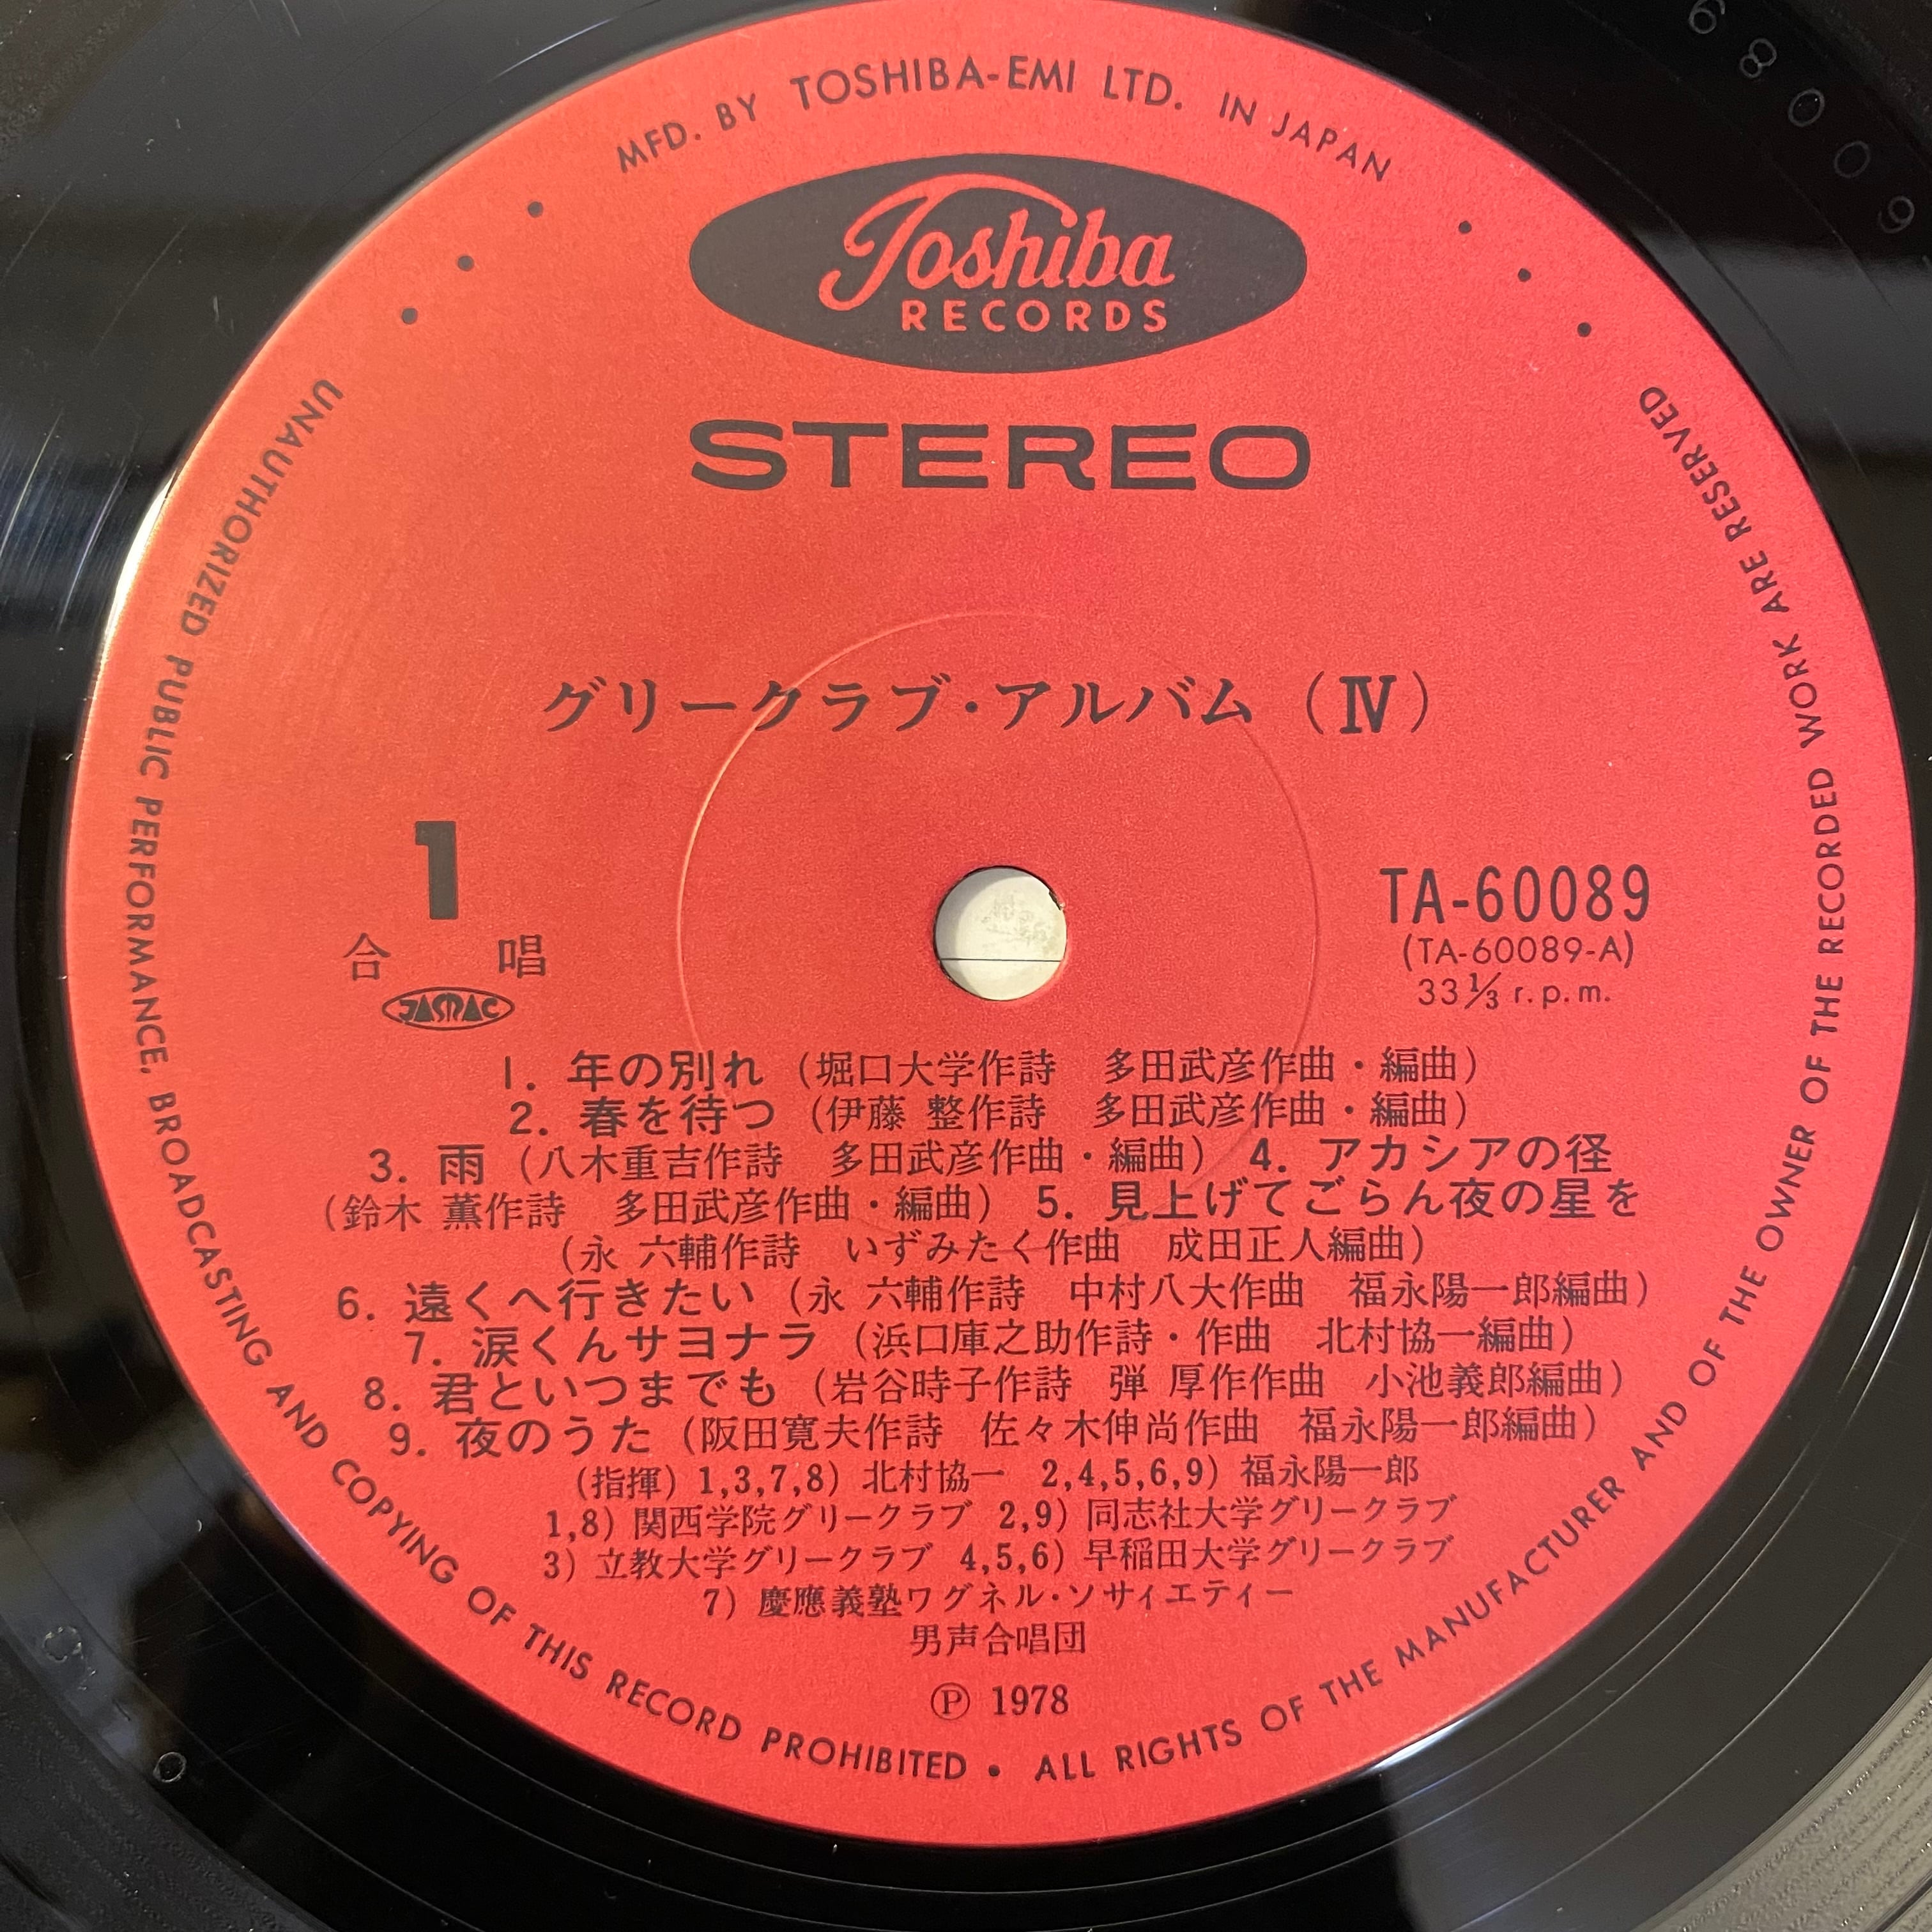 MFD. BY TOSHIBA-EMI LTD. IN JAPAN
Toshiba
RECORDS
STEREO
グリークラブ・アルバム（Ⅳ）
1
合 唱
JASRAC
TA-60089
(TA-60089-A)
33 1/3 r.p.m.
1. 年の別れ（堀口大学作詩 多田武彦作曲・編曲）
2. 春を待つ（伊藤 整作詩 多田武彦作曲・編曲）
3. 雨（八木重吉作詩 多田武彦作曲・編曲） 4. アカシアの径
（鈴木 薫作詩 多田武彦作曲・編曲） 5. 見上げてごらん夜の星を
（永 六輔作詩 いずみたく作曲 成田正人編曲）
6. 遠くへ行きたい（永 六輔作詩 中村八大作曲 福永陽一郎編曲）
7. 涙くんサヨナラ（浜口庫之助作詩・作曲 北村協一編曲）
8. 君といつまでも（岩谷時子作詩 弾 厚作作曲 小池義郎編曲）
9. 夜のうた（阪田寛夫作詩 佐々木伸尚作曲 福永陽一郎編曲）
(指揮) 1,3,7,8) 北村協一 2,4,5,6,9) 福永陽一郎
1,8) 関西学院グリークラブ 2,9) 同志社大学グリークラブ
3) 立教大学グリークラブ 4,5,6) 早稲田大学グリークラブ
7) 慶應義塾ワグネル・ソサィエティー
男声合唱団
Ⓟ 1978
UNAUTHORIZED PUBLIC PERFORMANCE, BROADCASTING AND COPYING OF THIS RECORD PROHIBITED • ALL RIGHTS OF THE MANUFACTURER AND OF THE OWNER OF THE RECORDED WORK ARE RESERVED